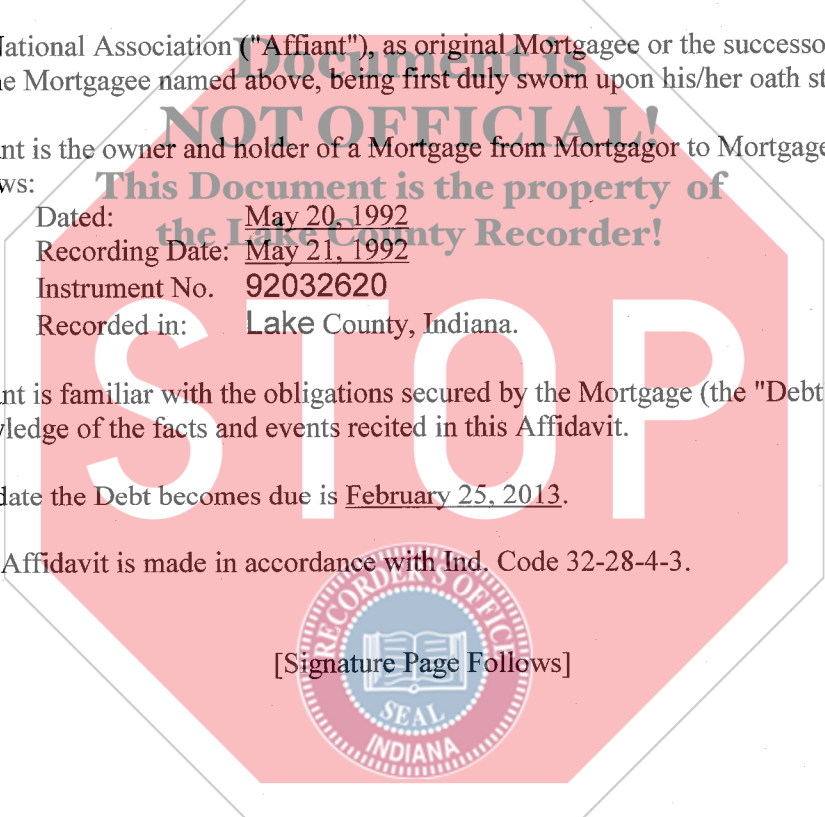 Document is
National Association ("Affiant"), as original Mortgagee or the successo
e Mortgagee named above, being first duly sworn upon his/her oath st
NOT OFFICIAL!
nt is the owner and holder of a Mortgage from Mortgagor to Mortgage
ws:
This Document is the property of
Dated: May 20, 1992
the Lake County Recorder!
Recording Date: May 21, 1992
Instrument No. 92032620
Recorded in: Lake County, Indiana.
STOP
nt is familiar with the obligations secured by the Mortgage (the "Debt
ledge of the facts and events recited in this Affidavit.
date the Debt becomes due is February 25, 2013.
Affidavit is made in accordance with Ind. Code 32-28-4-3.
RECORDER'S OFFICE
[Signature Page Follows]
SEAL
INDIANA